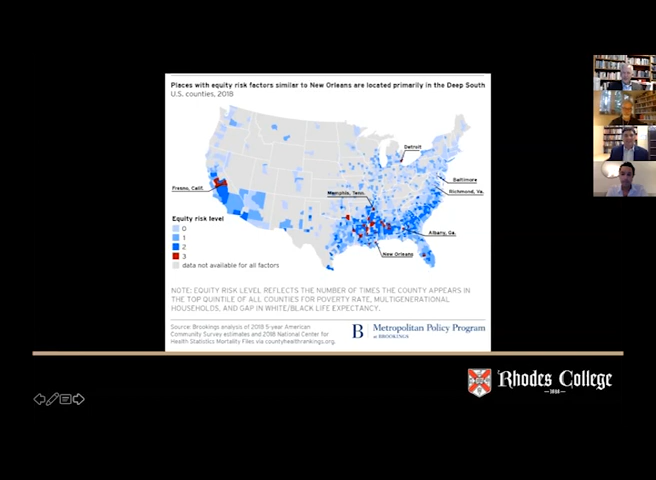 Places with equity risk factors similar to New Orleans are located primarily in the Deep South
U.S. counties, 2018
Detroit
Baltimore
Richmond, Va.
Fresno, Calif.
Memphis, Tenn.
Albany, Ga.
New Orleans
Equity risk level
0
1
2
3
data not available for all factors
NOTE: EQUITY RISK LEVEL REFLECTS THE NUMBER OF TIMES THE COUNTY APPEARS
IN THE TOP QUINTILE OF ALL COUNTIES FOR POVERTY RATE, MULTIGENERATIONAL
HOUSEHOLDS, AND GAP IN WHITE/BLACK LIFE EXPECTANCY.
Source: Brookings analysis of 2018 5-year American
Community Survey estimates and 2018 National Center for
Health Statistics Mortality Files via countyhealthrankings.org.
B Metropolitan Policy Program
at BROOKINGS
Rhodes College
1848